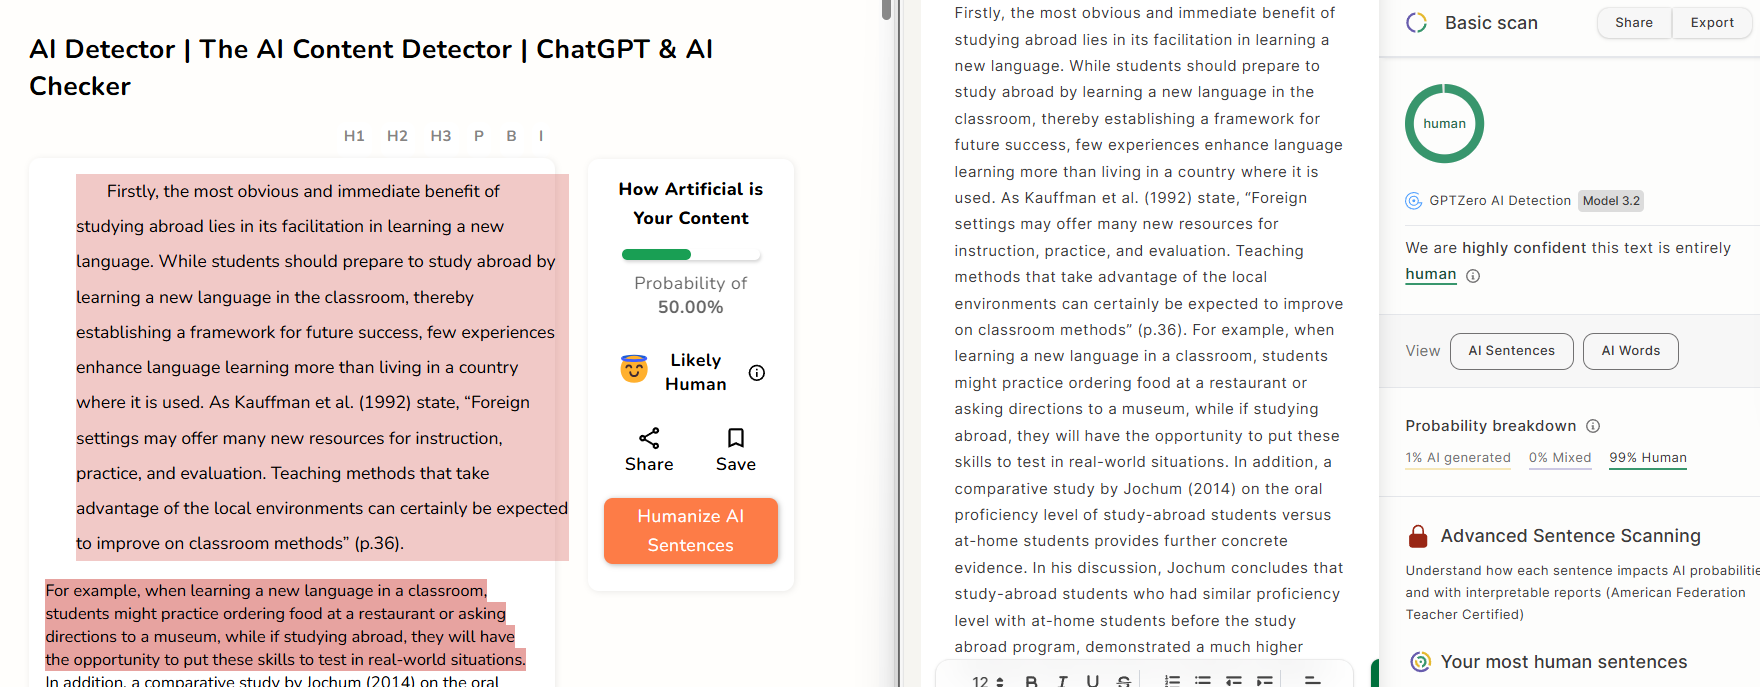 AI Detector | The AI Content Detector | ChatGPT & AI
Checker
H1 H2 H3 P B I
Firstly, the most obvious and immediate benefit of
studying abroad lies in its facilitation in learning a new
language. While students should prepare to study abroad by
learning a new language in the classroom, thereby
establishing a framework for future success, few experiences
enhance language learning more than living in a country
where it is used. As Kauffman et al. (1992) state, “Foreign
settings may offer many new resources for instruction,
practice, and evaluation. Teaching methods that take
advantage of the local environments can certainly be expected
to improve on classroom methods” (p.36).
For example, when learning a new language in a classroom,
students might practice ordering food at a restaurant or asking
directions to a museum, while if studying abroad, they will have
the opportunity to put these skills to test in real-world situations.
In addition, a comparative study by Jochum (2014) on the oral
How Artificial is
Your Content
Probability of
50.00%
Likely
Human
Share Save
Humanize AI
Sentences
Firstly, the most obvious and immediate benefit of
studying abroad lies in its facilitation in learning a
new language. While students should prepare to
study abroad by learning a new language in the
classroom, thereby establishing a framework for
future success, few experiences enhance language
learning more than living in a country where it is
used. As Kauffman et al. (1992) state, “Foreign
settings may offer many new resources for
instruction, practice, and evaluation. Teaching
methods that take advantage of the local
environments can certainly be expected to improve
on classroom methods” (p.36). For example, when
learning a new language in a classroom, students
might practice ordering food at a restaurant or
asking directions to a museum, while if studying
abroad, they will have the opportunity to put these
skills to test in real-world situations. In addition, a
comparative study by Jochum (2014) on the oral
proficiency level of study-abroad students versus
at-home students provides further concrete
evidence. In his discussion, Jochum concludes that
study-abroad students who had similar proficiency
level with at-home students before the study
abroad program, demonstrated a much higher
12 B I U S
Basic scan
Share Export
human
GPTZero AI Detection Model 3.2
We are highly confident this text is entirely
human
View AI Sentences AI Words
Probability breakdown
1% AI generated 0% Mixed 99% Human
Advanced Sentence Scanning
Understand how each sentence impacts AI probabilitie
and with interpretable reports (American Federation
Teacher Certified)
Your most human sentences